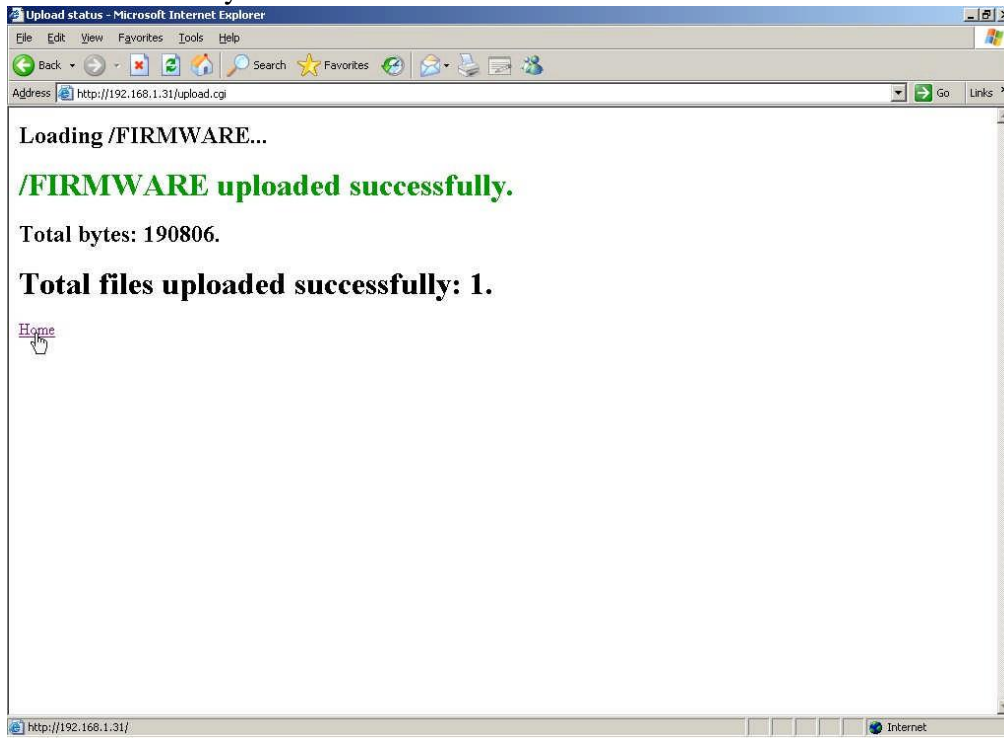 Upload status - Microsoft Internet Explorer
File Edit View Favorites Tools Help
Back Search Favorites
Address http://192.168.1.31/upload.cgi Go Links
Loading /FIRMWARE...
/FIRMWARE uploaded successfully.
Total bytes: 190806.
Total files uploaded successfully: 1.
Home
http://192.168.1.31/ Internet